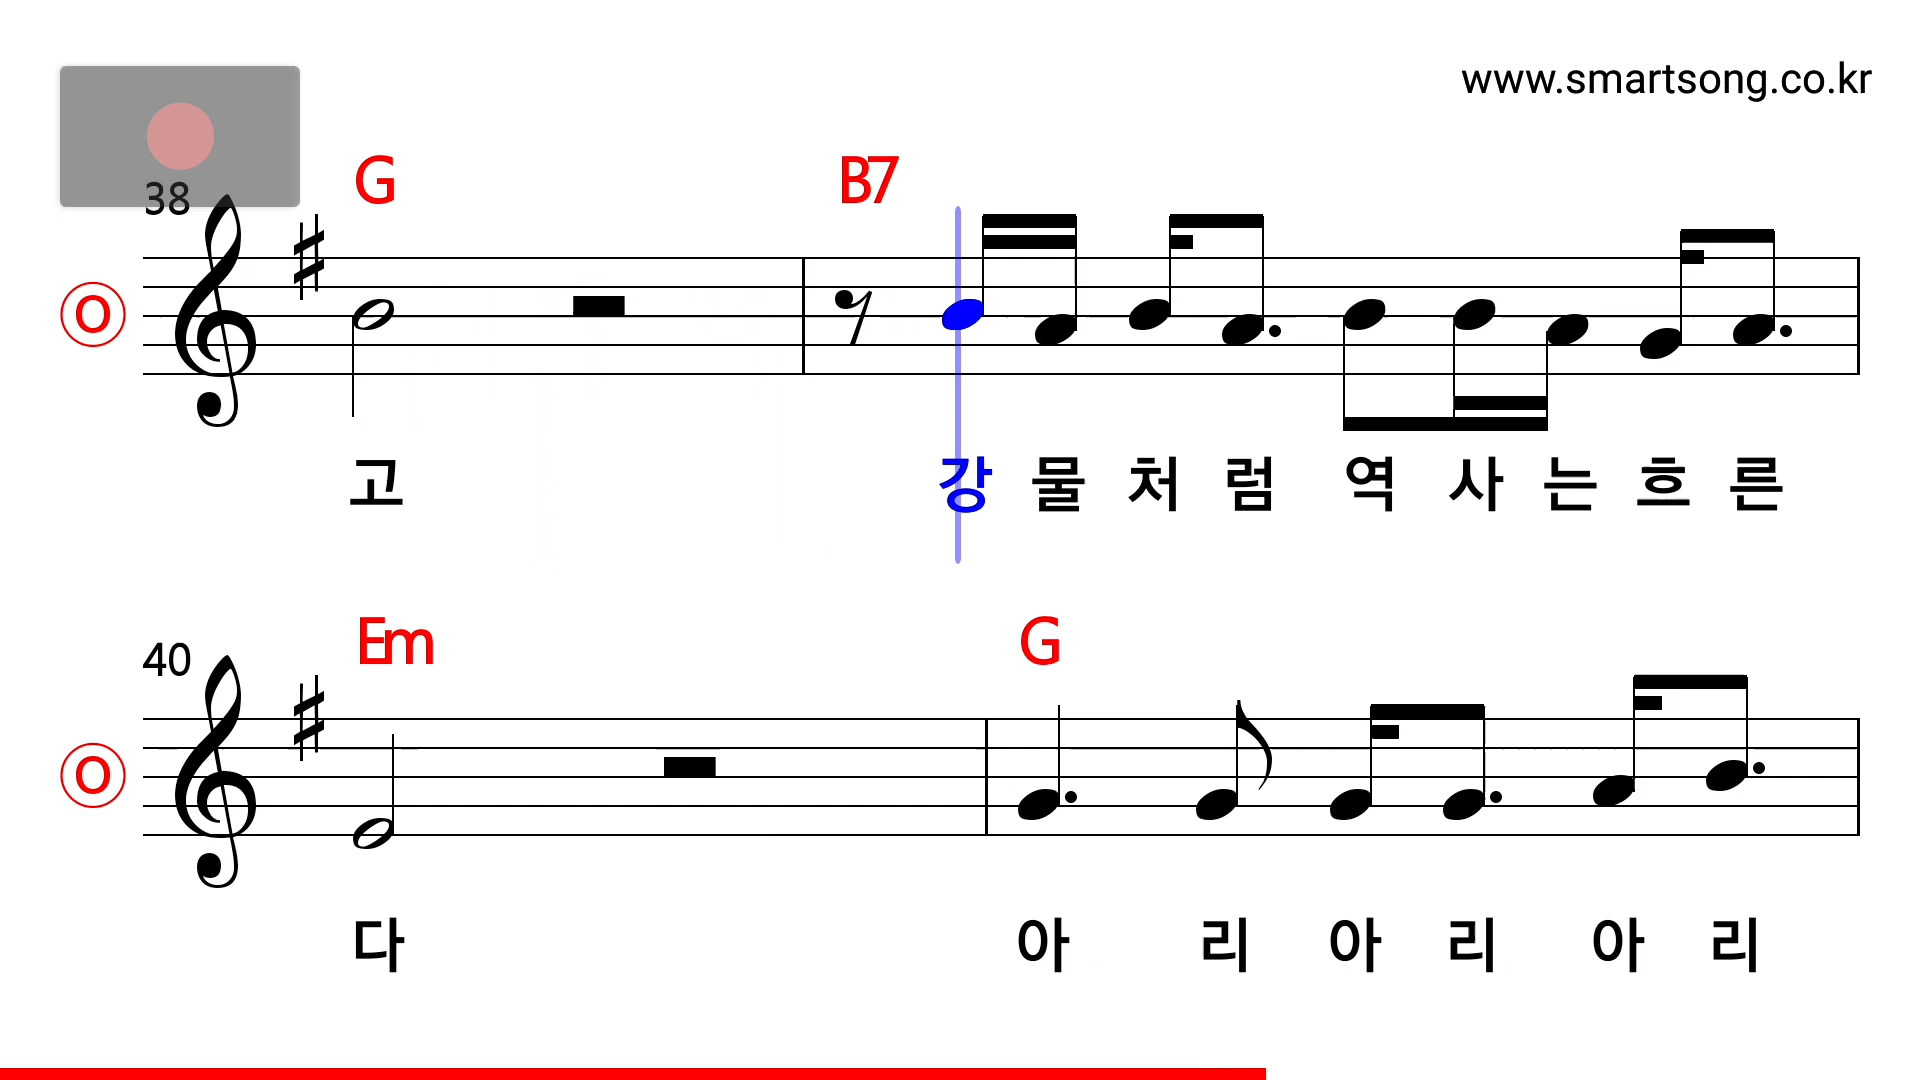 www.smartsong.co.kr
38
G B7
O
고 강 물 처 럼 역 사 는 흐 른
40
Em G
O
다 아 리 아 리 아 리